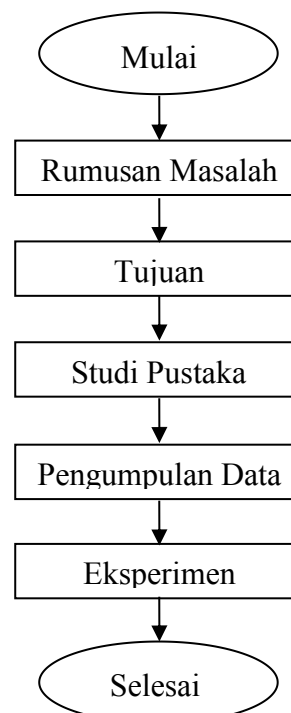 Mulai
Rumusan Masalah
Tujuan
Studi Pustaka
Pengumpulan Data
Eksperimen
Selesai